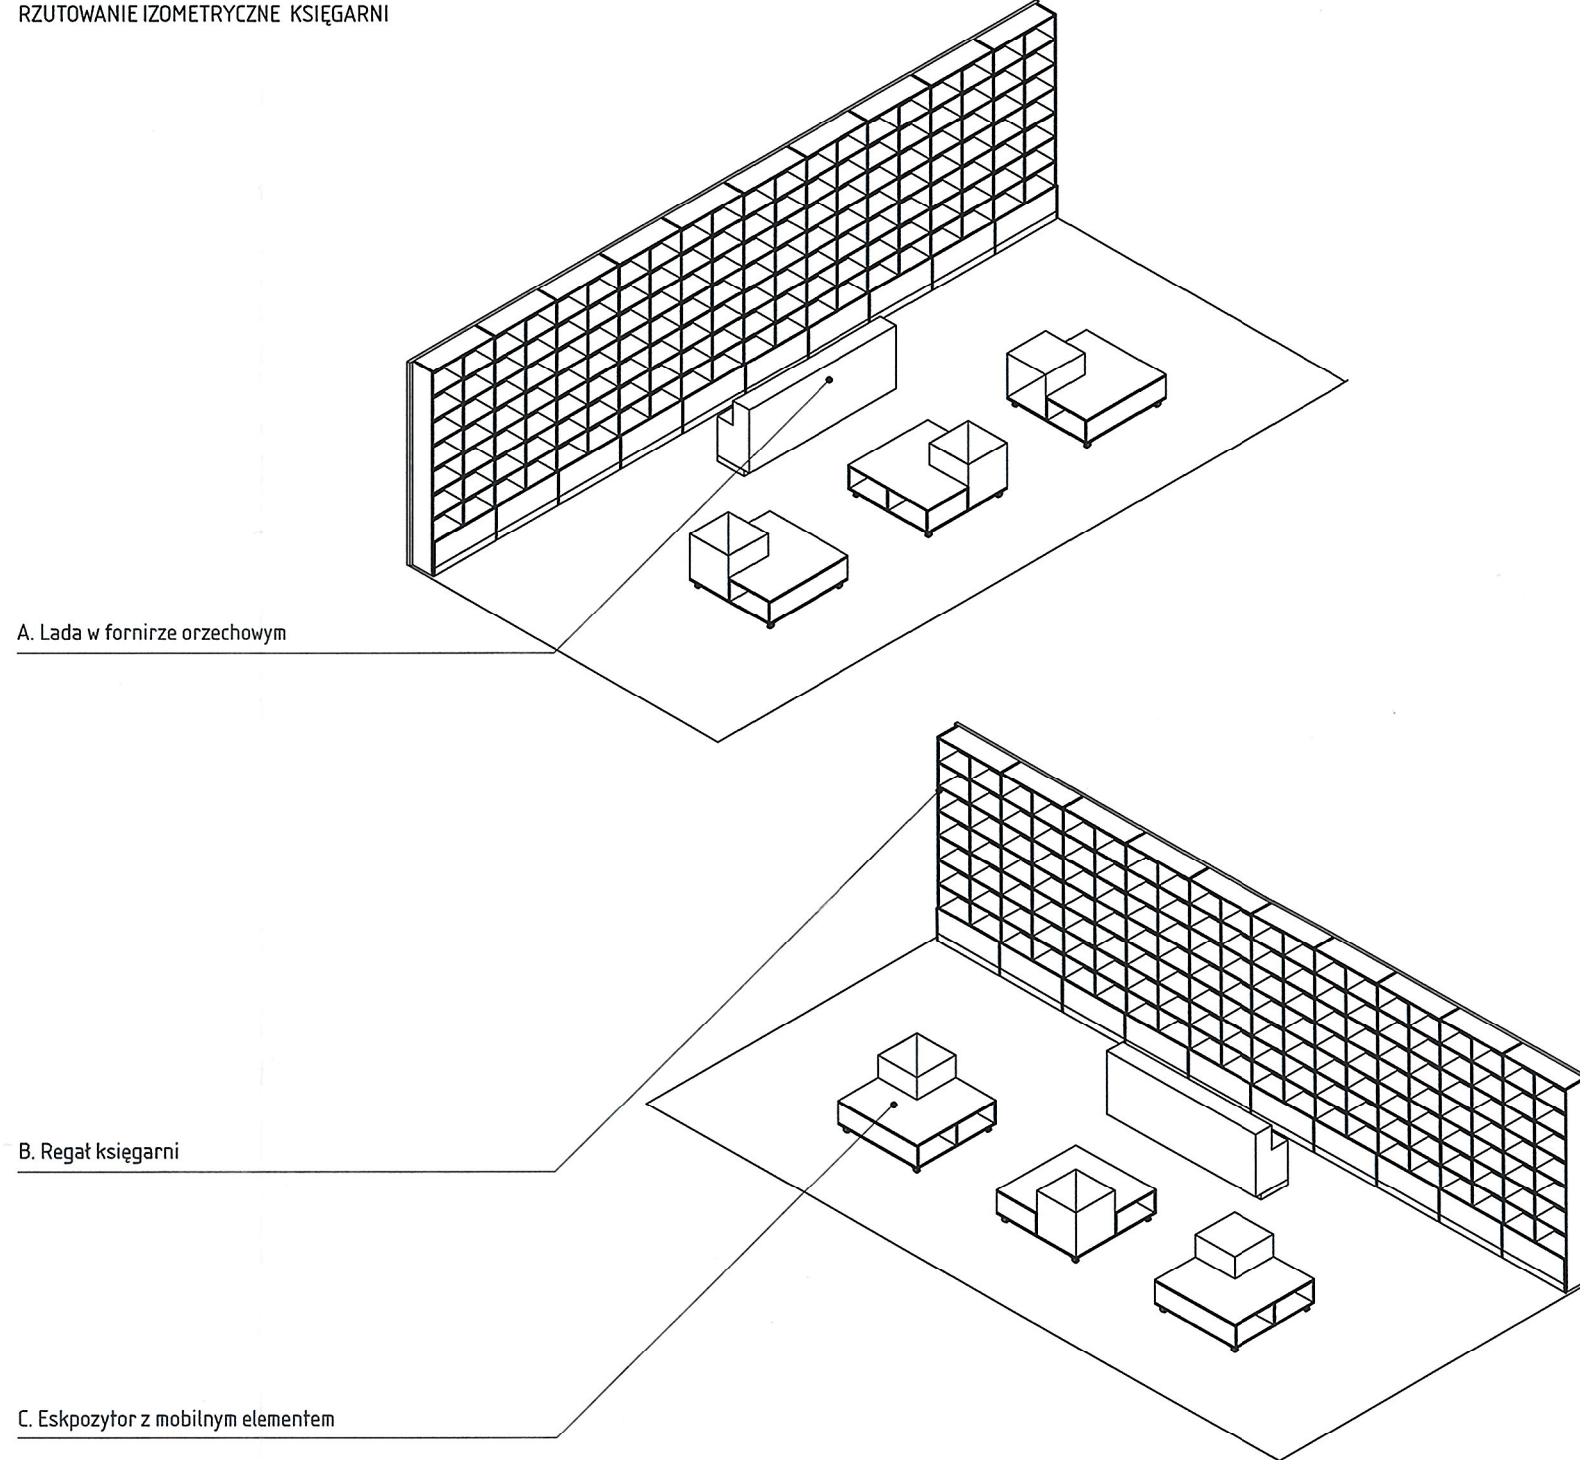 RZUTOWANIE IZOMETRYCZNE KSIĘGARNI
A. Lada w fornirze orzechowym
B. Regał księgarni
C. Eskpozytor z mobilnym elementem